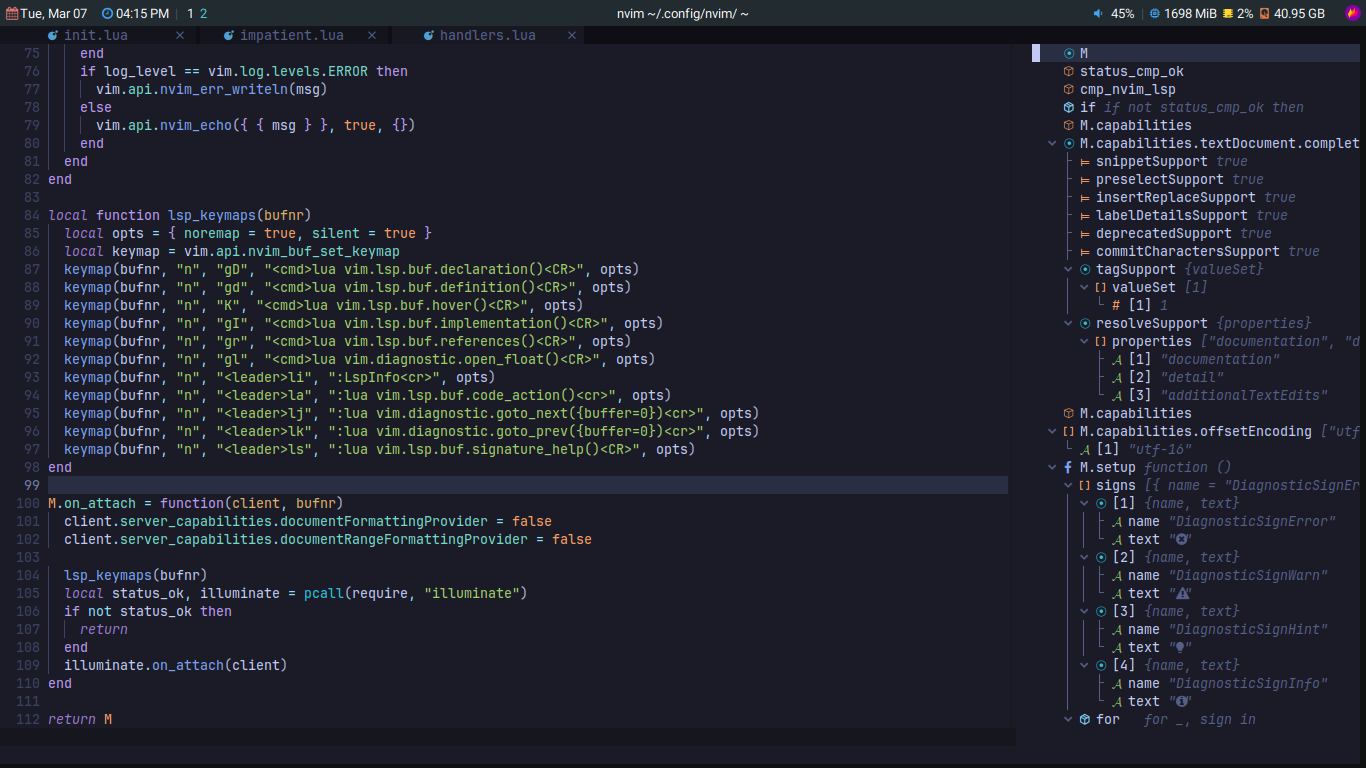 Tue, Mar 07 04:15 PM 1 2 nvim ~/.config/nvim/ ~ 45% 1698 MiB 2% 40.95 GB
init.lua × impatient.lua × handlers.lua ×
75 end
76 if log_level == vim.log.levels.ERROR then
77 vim.api.nvim_err_writeln(msg)
78 else
79 vim.api.nvim_echo({ { msg } }, true, {})
80 end
81 end
82 end
83
84 local function lsp_keymaps(bufnr)
85 local opts = { noremap = true, silent = true }
86 local keymap = vim.api.nvim_buf_set_keymap
87 keymap(bufnr, "n", "gD", "<cmd>lua vim.lsp.buf.declaration()<CR>", opts)
88 keymap(bufnr, "n", "gd", "<cmd>lua vim.lsp.buf.definition()<CR>", opts)
89 keymap(bufnr, "n", "K", "<cmd>lua vim.lsp.buf.hover()<CR>", opts)
90 keymap(bufnr, "n", "gI", "<cmd>lua vim.lsp.buf.implementation()<CR>", opts)
91 keymap(bufnr, "n", "gr", "<cmd>lua vim.lsp.buf.references()<CR>", opts)
92 keymap(bufnr, "n", "gl", "<cmd>lua vim.diagnostic.open_float()<CR>", opts)
93 keymap(bufnr, "n", "<leader>li", ":LspInfo<cr>", opts)
94 keymap(bufnr, "n", "<leader>la", ":lua vim.lsp.buf.code_action()<cr>", opts)
95 keymap(bufnr, "n", "<leader>lj", ":lua vim.diagnostic.goto_next({buffer=0})<cr>", opts)
96 keymap(bufnr, "n", "<leader>lk", ":lua vim.diagnostic.goto_prev({buffer=0})<cr>", opts)
97 keymap(bufnr, "n", "<leader>ls", ":lua vim.lsp.buf.signature_help()<CR>", opts)
98 end
99
100 M.on_attach = function(client, bufnr)
101 client.server_capabilities.documentFormattingProvider = false
102 client.server_capabilities.documentRangeFormattingProvider = false
103
104 lsp_keymaps(bufnr)
105 local status_ok, illuminate = pcall(require, "illuminate")
106 if not status_ok then
107 return
108 end
109 illuminate.on_attach(client)
110 end
111
112 return M
M
status_cmp_ok
cmp_nvim_lsp
if if not status_cmp_ok then
M.capabilities
M.capabilities.textDocument.complet
snippetSupport true
preselectSupport true
insertReplaceSupport true
labelDetailsSupport true
deprecatedSupport true
commitCharactersSupport true
tagSupport {valueSet}
[] valueSet [1]
# [1] 1
resolveSupport {properties}
[] properties ["documentation", "d
[1] "documentation"
[2] "detail"
[3] "additionalTextEdits"
M.capabilities
[] M.capabilities.offsetEncoding ["utf
[1] "utf-16"
M.setup function ()
[] signs [{ name = "DiagnosticSignEr
[1] {name, text}
name "DiagnosticSignError"
text ""
[2] {name, text}
name "DiagnosticSignWarn"
text ""
[3] {name, text}
name "DiagnosticSignHint"
text ""
[4] {name, text}
name "DiagnosticSignInfo"
text ""
for for _, sign in